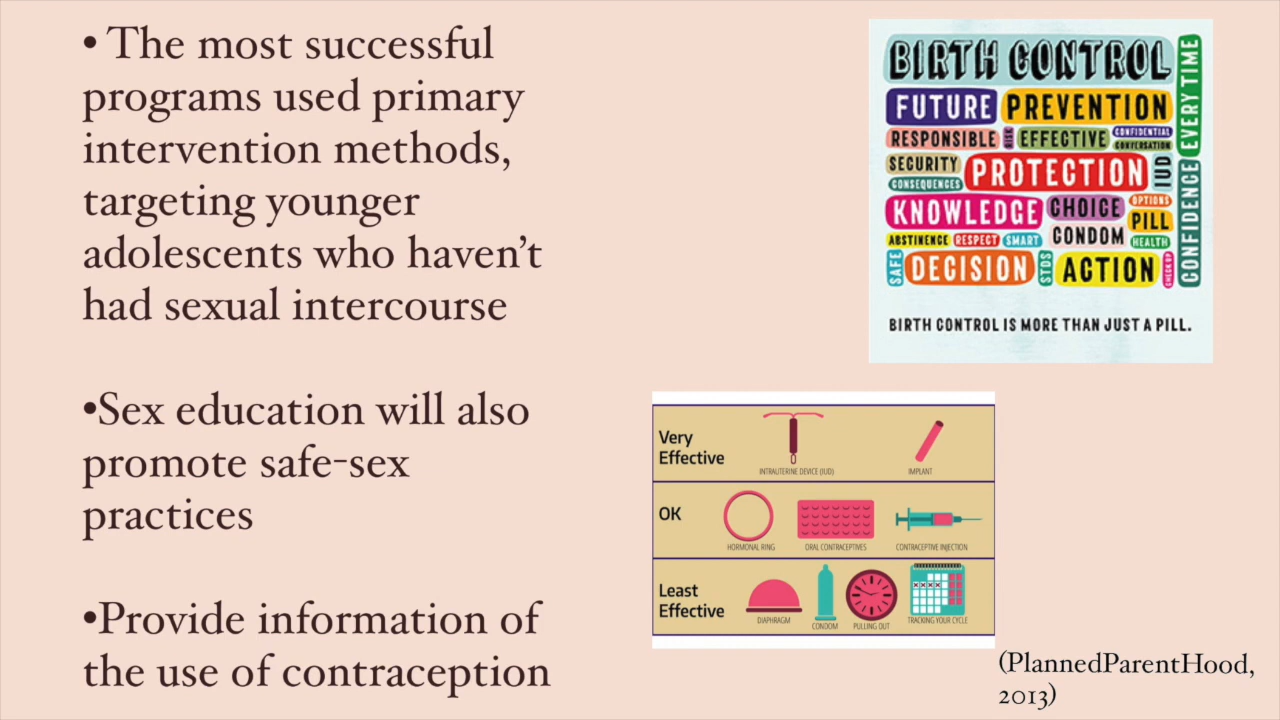 • The most successful
programs used primary
intervention methods,
targeting younger
adolescents who haven't
had sexual intercourse
•Sex education will also
promote safe-sex
practices
•Provide information of
the use of contraception
BIRTH CONTROL
EVERY TIME
FUTURE PREVENTION
RESPONSIBLE RISK EFFECTIVE CONFIDENTIAL CONVERSATION
SECURITY
CONSEQUENCES
PROTECTION
IUD
CONFIDENCE
KNOWLEDGE CHOICE OPTIONS
PILL
ABSTINENCE RESPECT SMART CONDOM HEALTH
SAFE DECISION STDS ACTION CHECK UP
BIRTH CONTROL IS MORE THAN JUST A PILL.
Very
Effective
INTRAUTERINE DEVICE (IUD) IMPLANT
OK
HORMONAL RING ORAL CONTRACEPTIVES CONTRACEPTIVE INJECTION
Least
Effective
DIAPHRAGM CONDOM PULLING OUT TRACKING YOUR CYCLE
(PlannedParentHood,
2013)